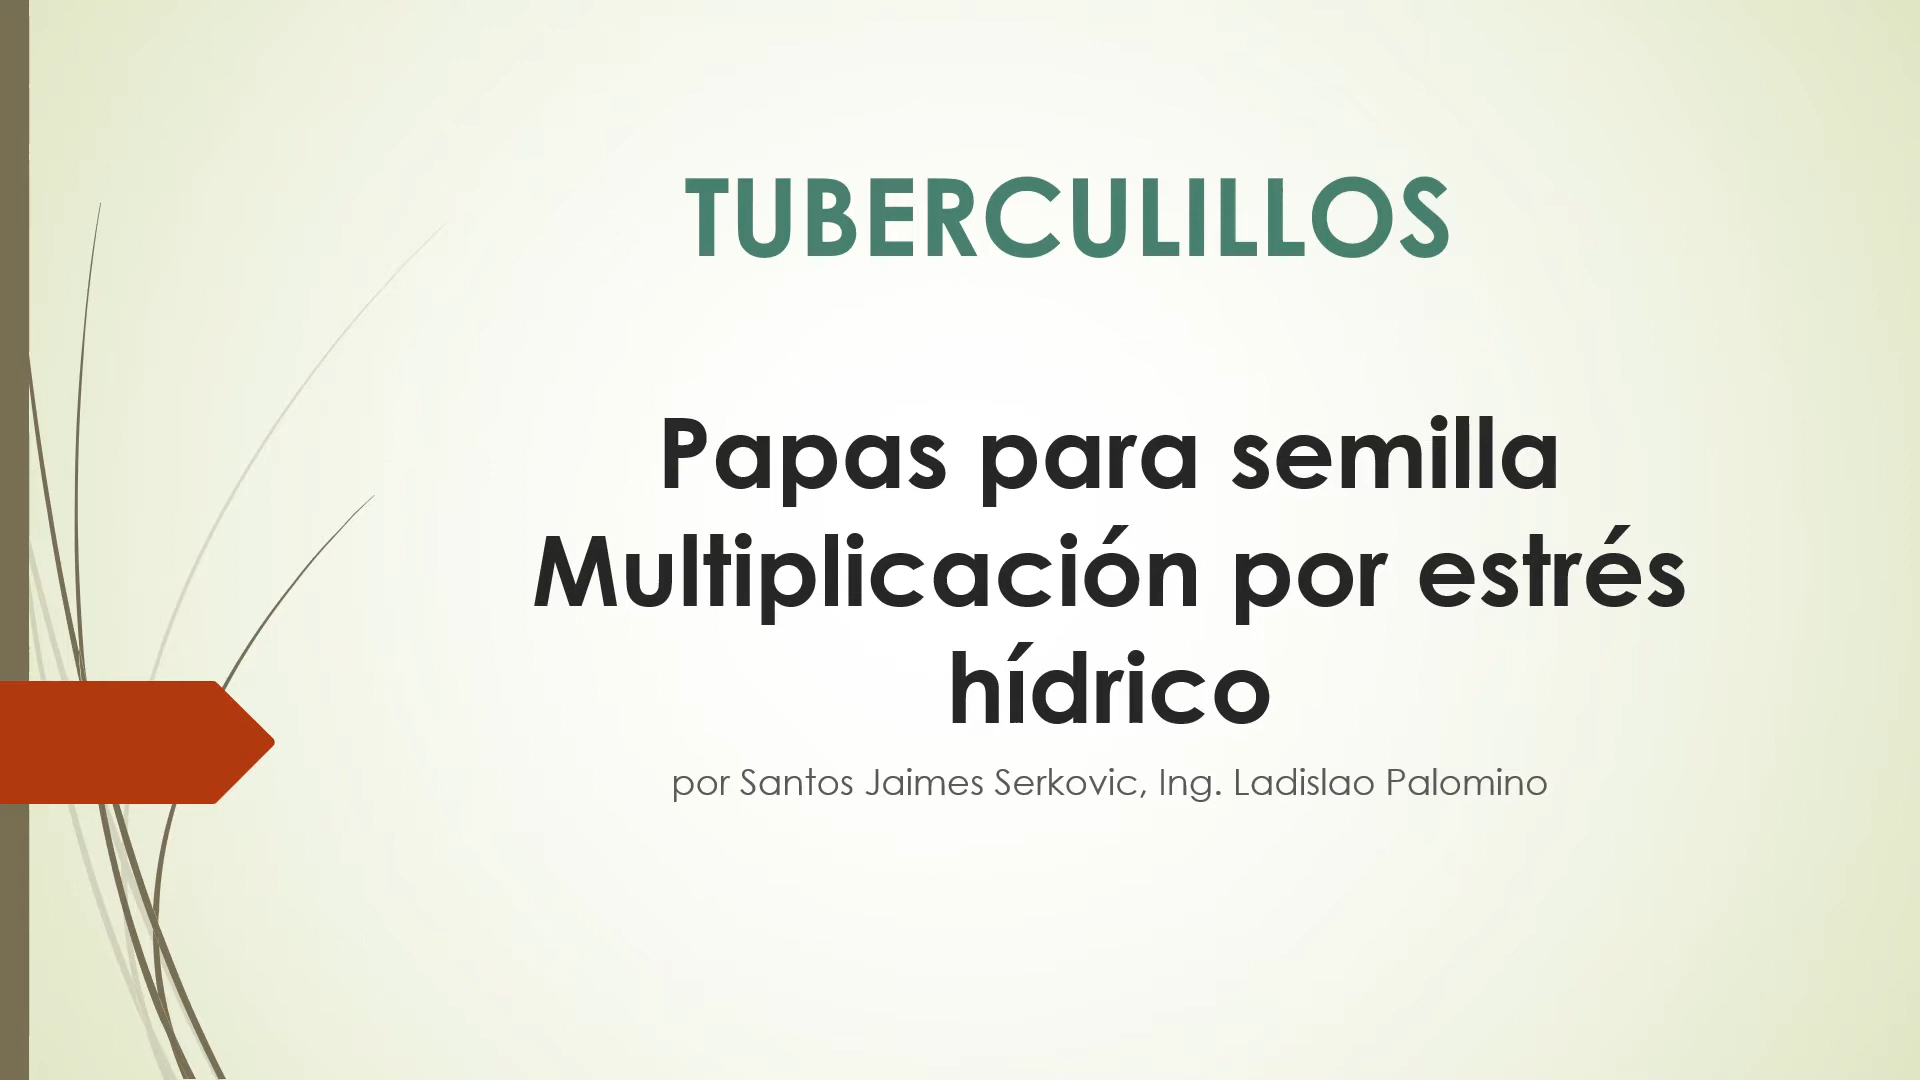 TUBERCULILLOS
Papas para semilla
Multiplicación por estrés
hídrico
por Santos Jaimes Serkovic, Ing. Ladislao Palomino